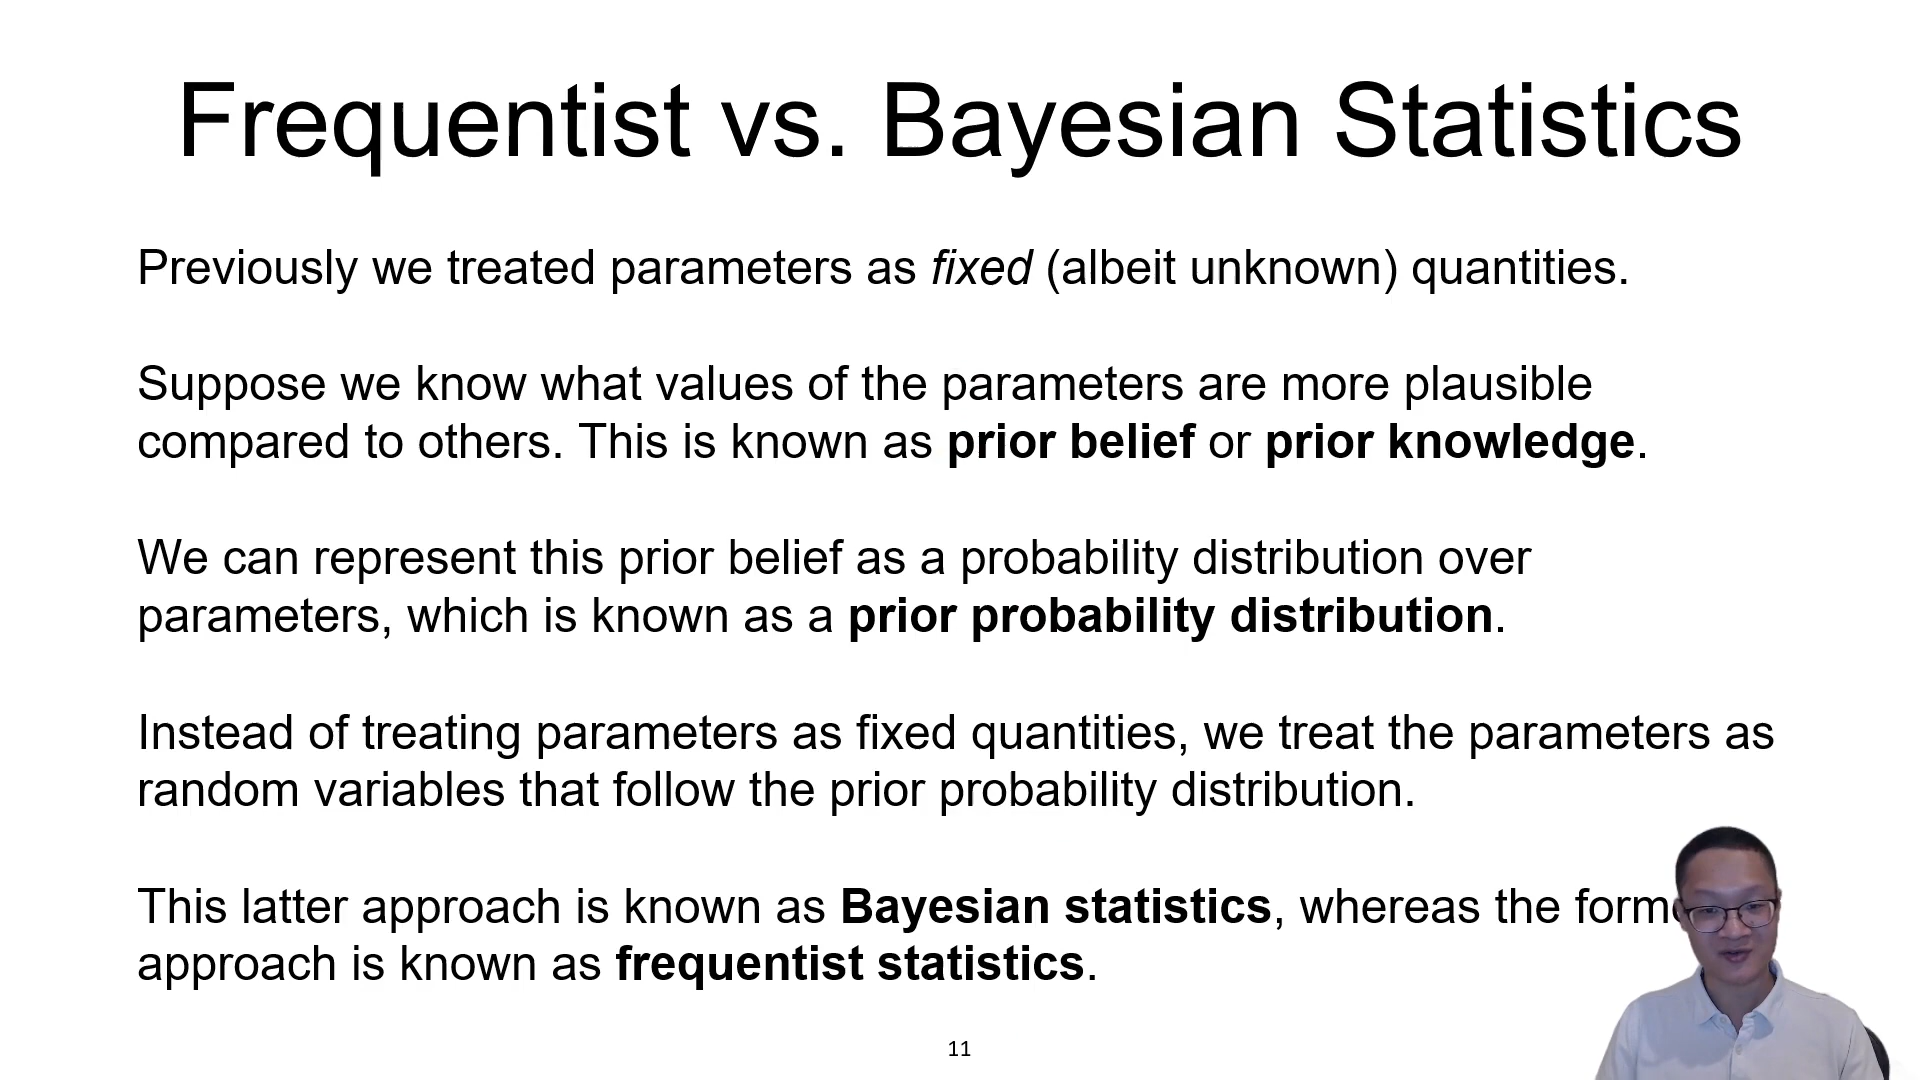 Frequentist vs. Bayesian Statistics
Previously we treated parameters as fixed (albeit unknown) quantities.
Suppose we know what values of the parameters are more plausible
compared to others. This is known as prior belief or prior knowledge.
We can represent this prior belief as a probability distribution over
parameters, which is known as a prior probability distribution.
Instead of treating parameters as fixed quantities, we treat the parameters as
random variables that follow the prior probability distribution.
This latter approach is known as Bayesian statistics, whereas the
approach is known as frequentist statistics.
11